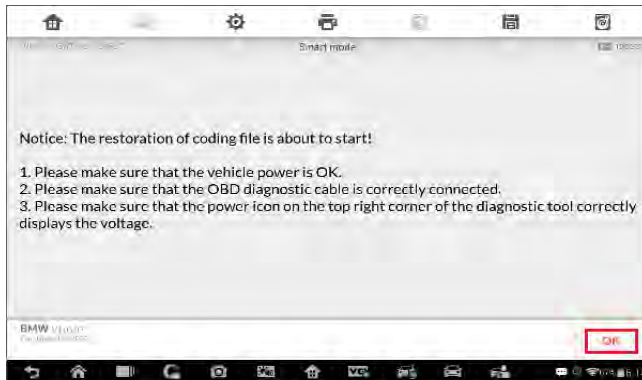 Smart mode
Notice: The restoration of coding file is about to start!
1. Please make sure that the vehicle power is OK.
2. Please make sure that the OBD diagnostic cable is correctly connected.
3. Please make sure that the power icon on the top right corner of the diagnostic tool correctly
displays the voltage.
BMW
OK